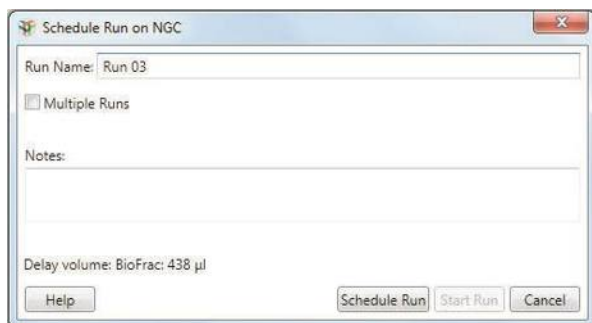 Schedule Run on NGC
Run Name: Run 03
Multiple Runs
Notes:
Delay volume: BioFrac: 438 µl
Help Schedule Run Start Run Cancel